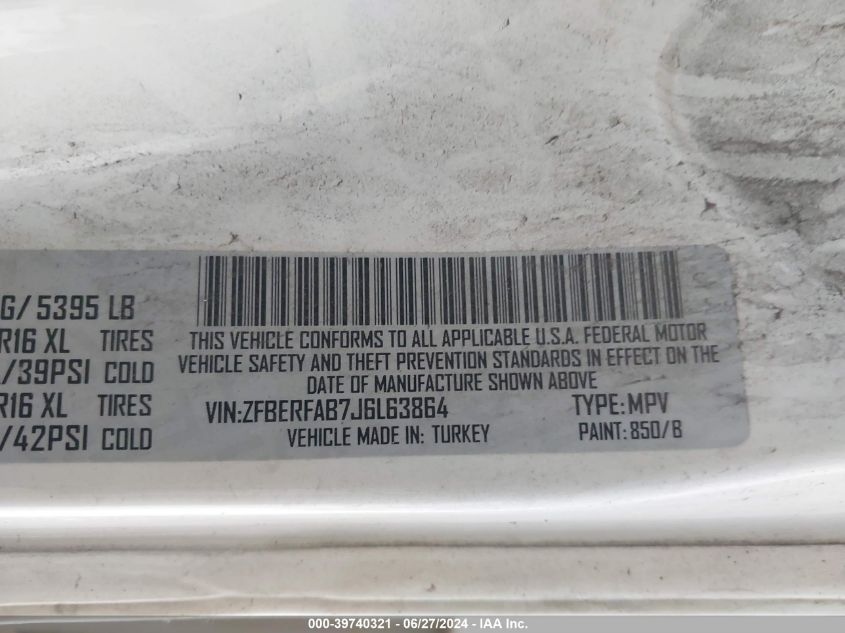 G/ 5395 LB
R16 XL TIRES
/39PSI COLD
R16 XL TIRES
/42PSI COLD
THIS VEHICLE CONFORMS TO ALL APPLICABLE U.S.A. FEDERAL MOTOR
VEHICLE SAFETY AND THEFT PREVENTION STANDARDS IN EFFECT ON THE
DATE OF MANUFACTURE SHOWN ABOVE
VIN:ZFBERFAB7J6L63864 TYPE:MPV
VEHICLE MADE IN: TURKEY PAINT:850/B
000-39740321 - 06/27/2024 - IAA Inc.